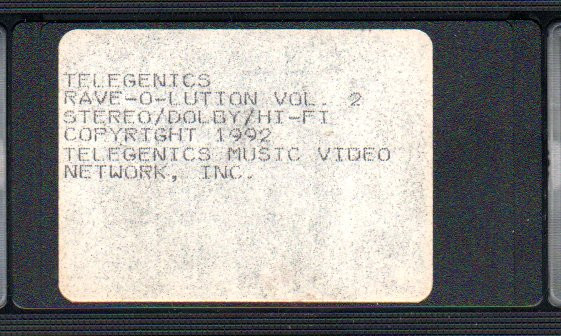 TELEGENICS
RAVE-O-LUTION VOL. 2
STEREO/DOLBY/HI-FI
COPYRIGHT 1992
TELEGENICS MUSIC VIDEO
NETWORK, INC.